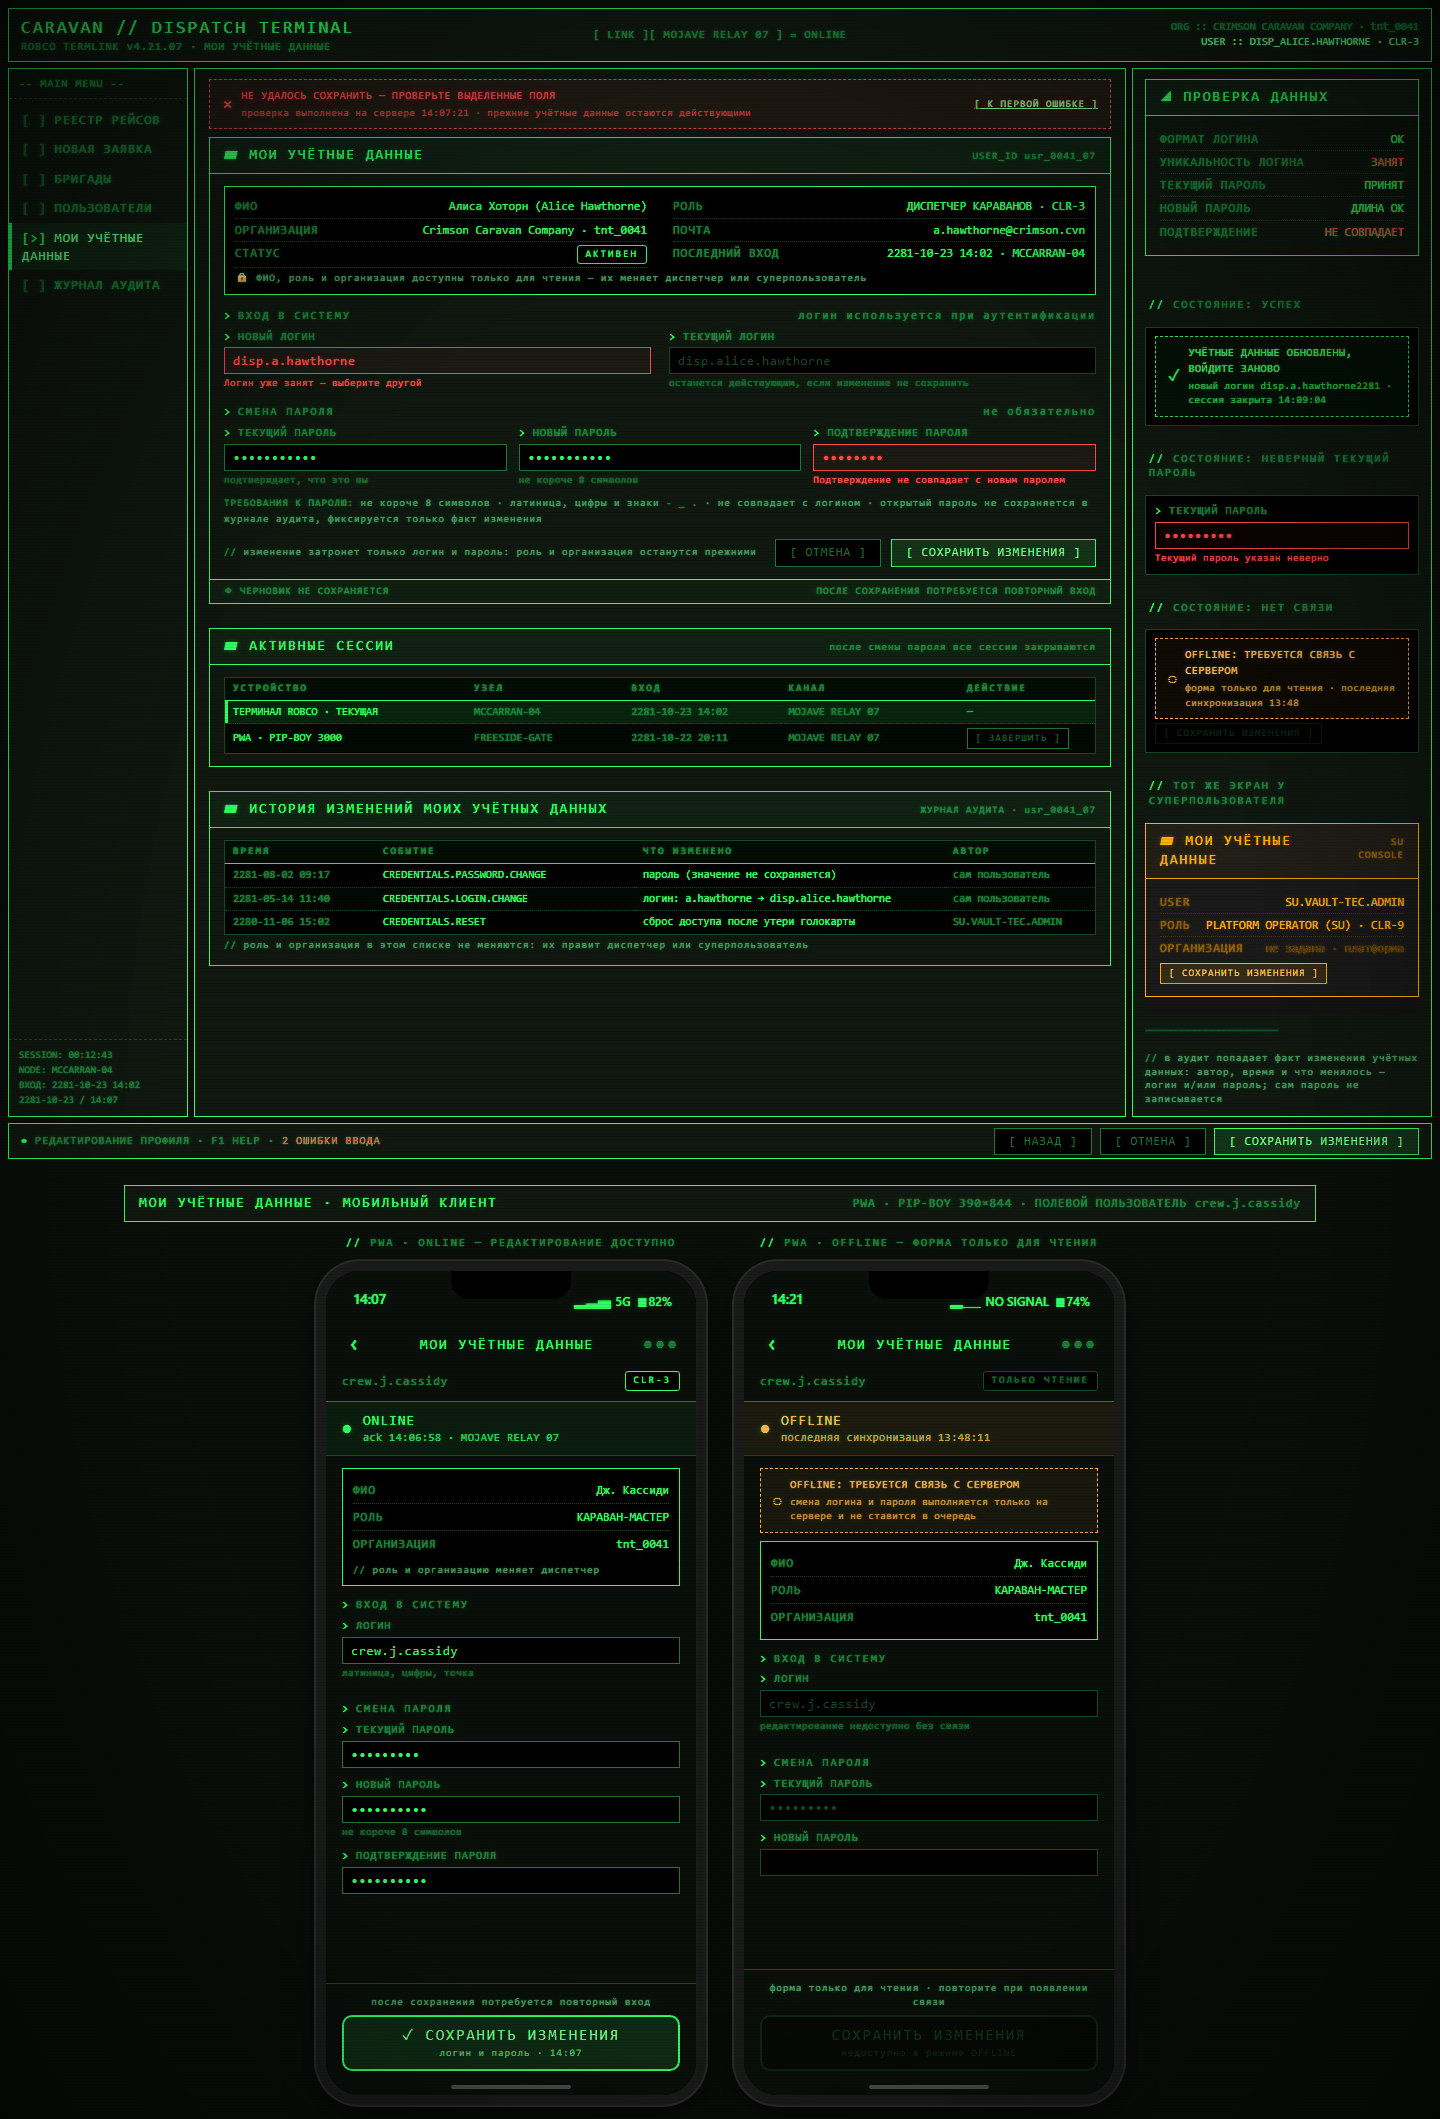 CARAVAN // DISPATCH TERMINAL
ROBCO TERMLINK v4.21.07 · МОИ УЧЁТНЫЕ ДАННЫЕ
[ LINK ][ MOJAVE RELAY 07 ] = ONLINE
ORG :: CRIMSON CARAVAN COMPANY · tnt_0041
USER :: DISP_ALICE.HAWTHORNE · CLR-3
-- MAIN MENU --
[ ] РЕЕСТР РЕЙСОВ
[ ] НОВАЯ ЗАЯВКА
[ ] БРИГАДЫ
[ ] ПОЛЬЗОВАТЕЛИ
[>] МОИ УЧЁТНЫЕ
ДАННЫЕ
[ ] ЖУРНАЛ АУДИТА
SESSION: 00:12:43
NODE: MCCARRAN-04
ВХОД: 2281-10-23 14:02
2281-10-23 / 14:07
× НЕ УДАЛОСЬ СОХРАНИТЬ — ПРОВЕРЬТЕ ВЫДЕЛЕННЫЕ ПОЛЯ
проверка выполнена на сервере 14:07:21 · прежние учётные данные остаются действующими
[ К ПЕРВОЙ ОШИБКЕ ]
МОИ УЧЁТНЫЕ ДАННЫЕ
USER_ID usr_0041_07
ФИО Алиса Хоторн (Alice Hawthorne)
РОЛЬ ДИСПЕТЧЕР КАРАВАНОВ · CLR-3
ОРГАНИЗАЦИЯ Crimson Caravan Company · tnt_0041
ПОЧТА a.hawthorne@crimson.cvn
СТАТУС АКТИВЕН
ПОСЛЕДНИЙ ВХОД 2281-10-23 14:02 · MCCARRAN-04
🔒 ФИО, роль и организация доступны только для чтения — их меняет диспетчер или суперпользователь
> ВХОД В СИСТЕМУ
логин используется при аутентификации
> НОВЫЙ ЛОГИН
> ТЕКУЩИЙ ЛОГИН
disp.a.hawthorne
disp.alice.hawthorne
Логин уже занят — выберите другой
останется действующим, если изменение не сохранить
> СМЕНА ПАРОЛЯ
не обязательно
> ТЕКУЩИЙ ПАРОЛЬ
> НОВЫЙ ПАРОЛЬ
> ПОДТВЕРЖДЕНИЕ ПАРОЛЯ
•••••••••••
•••••••••••
••••••••
подтверждает, что это вы
не короче 8 символов
Подтверждение не совпадает с новым паролем
ТРЕБОВАНИЯ К ПАРОЛЮ: не короче 8 символов · латиница, цифры и знаки - _ . · не совпадает с логином · открытый пароль не сохраняется в
журнале аудита, фиксируется только факт изменения
// изменение затронет только логин и пароль: роль и организация останутся прежними
[ ОТМЕНА ]
[ СОХРАНИТЬ ИЗМЕНЕНИЯ ]
ЧЕРНОВИК НЕ СОХРАНЯЕТСЯ
ПОСЛЕ СОХРАНЕНИЯ ПОТРЕБУЕТСЯ ПОВТОРНЫЙ ВХОД
АКТИВНЫЕ СЕССИИ
после смены пароля все сессии закрываются
УСТРОЙСТВО УЗЕЛ ВХОД КАНАЛ ДЕЙСТВИЕ
ТЕРМИНАЛ ROBCO · ТЕКУЩАЯ MCCARRAN-04 2281-10-23 14:02 MOJAVE RELAY 07 —
PWA · PIP-BOY 3000 FREESIDE-GATE 2281-10-22 20:11 MOJAVE RELAY 07 [ ЗАВЕРШИТЬ ]
ИСТОРИЯ ИЗМЕНЕНИЙ МОИХ УЧЁТНЫХ ДАННЫХ
ЖУРНАЛ АУДИТА · usr_0041_07
ВРЕМЯ СОБЫТИЕ ЧТО ИЗМЕНЕНО АВТОР
2281-08-02 09:17 CREDENTIALS.PASSWORD.CHANGE пароль (значение не сохраняется) сам пользователь
2281-05-14 11:40 CREDENTIALS.LOGIN.CHANGE логин: a.hawthorne → disp.alice.hawthorne сам пользователь
2280-11-06 15:02 CREDENTIALS.RESET сброс доступа после утери голокарты SU.VAULT-TEC.ADMIN
// роль и организация в этом списке не меняются: их правит диспетчер или суперпользователь
ПРОВЕРКА ДАННЫХ
ФОРМАТ ЛОГИНА ОК
УНИКАЛЬНОСТЬ ЛОГИНА ЗАНЯТ
ТЕКУЩИЙ ПАРОЛЬ ПРИНЯТ
НОВЫЙ ПАРОЛЬ ДЛИНА ОК
ПОДТВЕРЖДЕНИЕ НЕ СОВПАДАЕТ
// СОСТОЯНИЕ: УСПЕХ
УЧЁТНЫЕ ДАННЫЕ ОБНОВЛЕНЫ,
ВОЙДИТЕ ЗАНОВО
✓ новый логин disp.a.hawthorne2281 ·
сессия закрыта 14:09:04
// СОСТОЯНИЕ: НЕВЕРНЫЙ ТЕКУЩИЙ
ПАРОЛЬ
> ТЕКУЩИЙ ПАРОЛЬ
•••••••••
Текущий пароль указан неверно
// СОСТОЯНИЕ: НЕТ СВЯЗИ
OFFLINE: ТРЕБУЕТСЯ СВЯЗЬ С
СЕРВЕРОМ
форма только для чтения · последняя
синхронизация 13:48
[ СОХРАНИТЬ ИЗМЕНЕНИЯ ]
// ТОТ ЖЕ ЭКРАН У
СУПЕРПОЛЬЗОВАТЕЛЯ
МОИ УЧЁТНЫЕ
ДАННЫЕ
SU
CONSOLE
USER SU.VAULT-TEC.ADMIN
РОЛЬ PLATFORM OPERATOR (SU) · CLR-9
ОРГАНИЗАЦИЯ не задана · платформа
[ СОХРАНИТЬ ИЗМЕНЕНИЯ ]
// в аудит попадает факт изменения учётных
данных: автор, время и что менялось —
логин и/или пароль; сам пароль не
записывается
● РЕДАКТИРОВАНИЕ ПРОФИЛЯ · F1 HELP · 2 ОШИБКИ ВВОДА
[ НАЗАД ]
[ ОТМЕНА ]
[ СОХРАНИТЬ ИЗМЕНЕНИЯ ]
МОИ УЧЁТНЫЕ ДАННЫЕ · МОБИЛЬНЫЙ КЛИЕНТ
PWA · PIP-BOY 390×844 · ПОЛЕВОЙ ПОЛЬЗОВАТЕЛЬ crew.j.cassidy
// PWA · ONLINE — РЕДАКТИРОВАНИЕ ДОСТУПНО
14:07
5G 82%
‹ МОИ УЧЁТНЫЕ ДАННЫЕ
crew.j.cassidy
CLR-3
● ONLINE
ack 14:06:58 · MOJAVE RELAY 07
ФИО Дж. Кассиди
РОЛЬ КАРАВАН-МАСТЕР
ОРГАНИЗАЦИЯ tnt_0041
// роль и организацию меняет диспетчер
> ВХОД В СИСТЕМУ
> ЛОГИН
crew.j.cassidy
латиница, цифры, точка
> СМЕНА ПАРОЛЯ
> ТЕКУЩИЙ ПАРОЛЬ
•••••••••
> НОВЫЙ ПАРОЛЬ
••••••••••
не короче 8 символов
> ПОДТВЕРЖДЕНИЕ ПАРОЛЯ
••••••••••
после сохранения потребуется повторный вход
✓ СОХРАНИТЬ ИЗМЕНЕНИЯ
логин и пароль · 14:07
// PWA · OFFLINE — ФОРМА ТОЛЬКО ДЛЯ ЧТЕНИЯ
14:21
NO SIGNAL 74%
‹ МОИ УЧЁТНЫЕ ДАННЫЕ
crew.j.cassidy
ТОЛЬКО ЧТЕНИЕ
● OFFLINE
последняя синхронизация 13:48:11
OFFLINE: ТРЕБУЕТСЯ СВЯЗЬ С СЕРВЕРОМ
смена логина и пароля выполняется только на
сервере и не ставится в очередь
ФИО Дж. Кассиди
РОЛЬ КАРАВАН-МАСТЕР
ОРГАНИЗАЦИЯ tnt_0041
> ВХОД В СИСТЕМУ
> ЛОГИН
crew.j.cassidy
редактирование недоступно без связи
> СМЕНА ПАРОЛЯ
> ТЕКУЩИЙ ПАРОЛЬ
•••••••••
> НОВЫЙ ПАРОЛЬ
форма только для чтения · повторите при появлении
связи
СОХРАНИТЬ ИЗМЕНЕНИЯ
недоступно в режиме OFFLINE